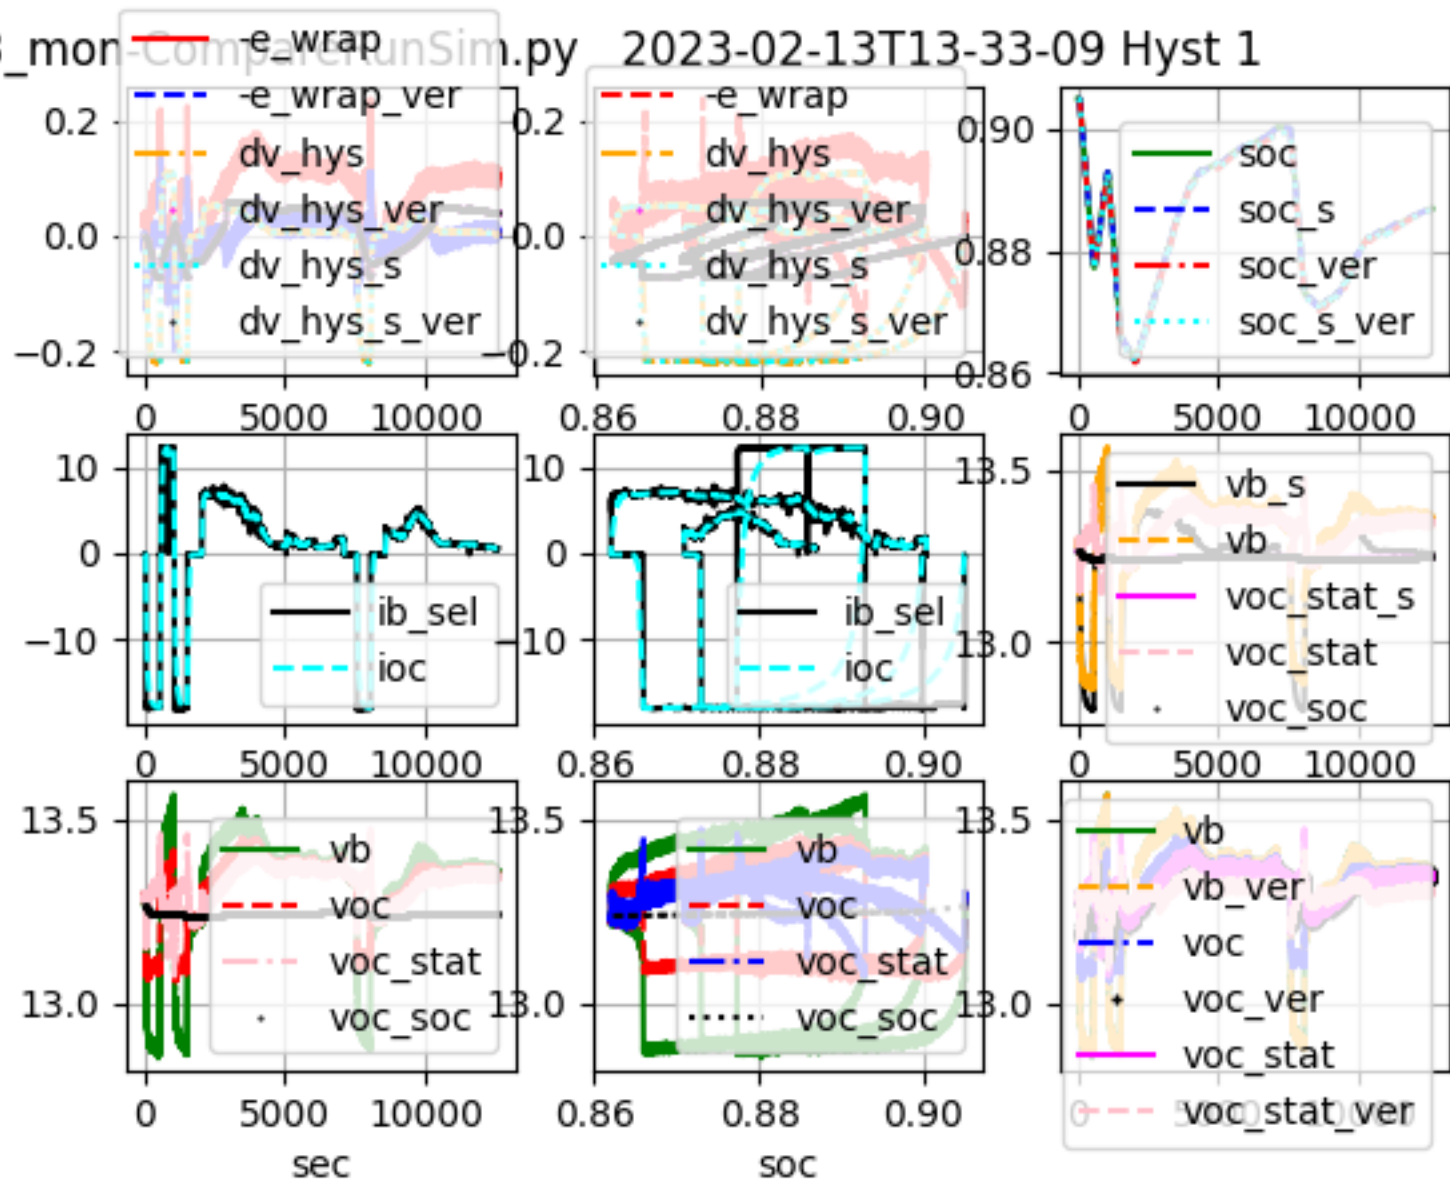 3_mon-CompareRunSim.py   2023-02-13T13-33-09 Hyst 1
-e_wrap
-e_wrap_ver
dv_hys
dv_hys_ver
dv_hys_s
dv_hys_s_ver
0.2
0.0
−0.2
0
5000
10000
-e_wrap
dv_hys
dv_hys_ver
dv_hys_s
dv_hys_s_ver
0.2
0.0
−0.2
0.86
0.88
0.90
soc
soc_s
soc_ver
soc_s_ver
0.90
0.88
0.86
0
5000
10000
10
0
−10
ib_sel
ioc
0
5000
10000
10
0
−10
ib_sel
ioc
0.86
0.88
0.90
13.5
13.0
vb_s
vb
voc_stat_s
voc_stat
voc_soc
0
5000
10000
13.5
13.0
vb
voc
voc_stat
voc_soc
0
5000
10000
sec
13.5
13.0
vb
voc
voc_stat
voc_soc
0.86
0.88
0.90
soc
13.5
13.0
vb
vb_ver
voc
voc_ver
voc_stat
voc_stat_ver
0
5000
10000